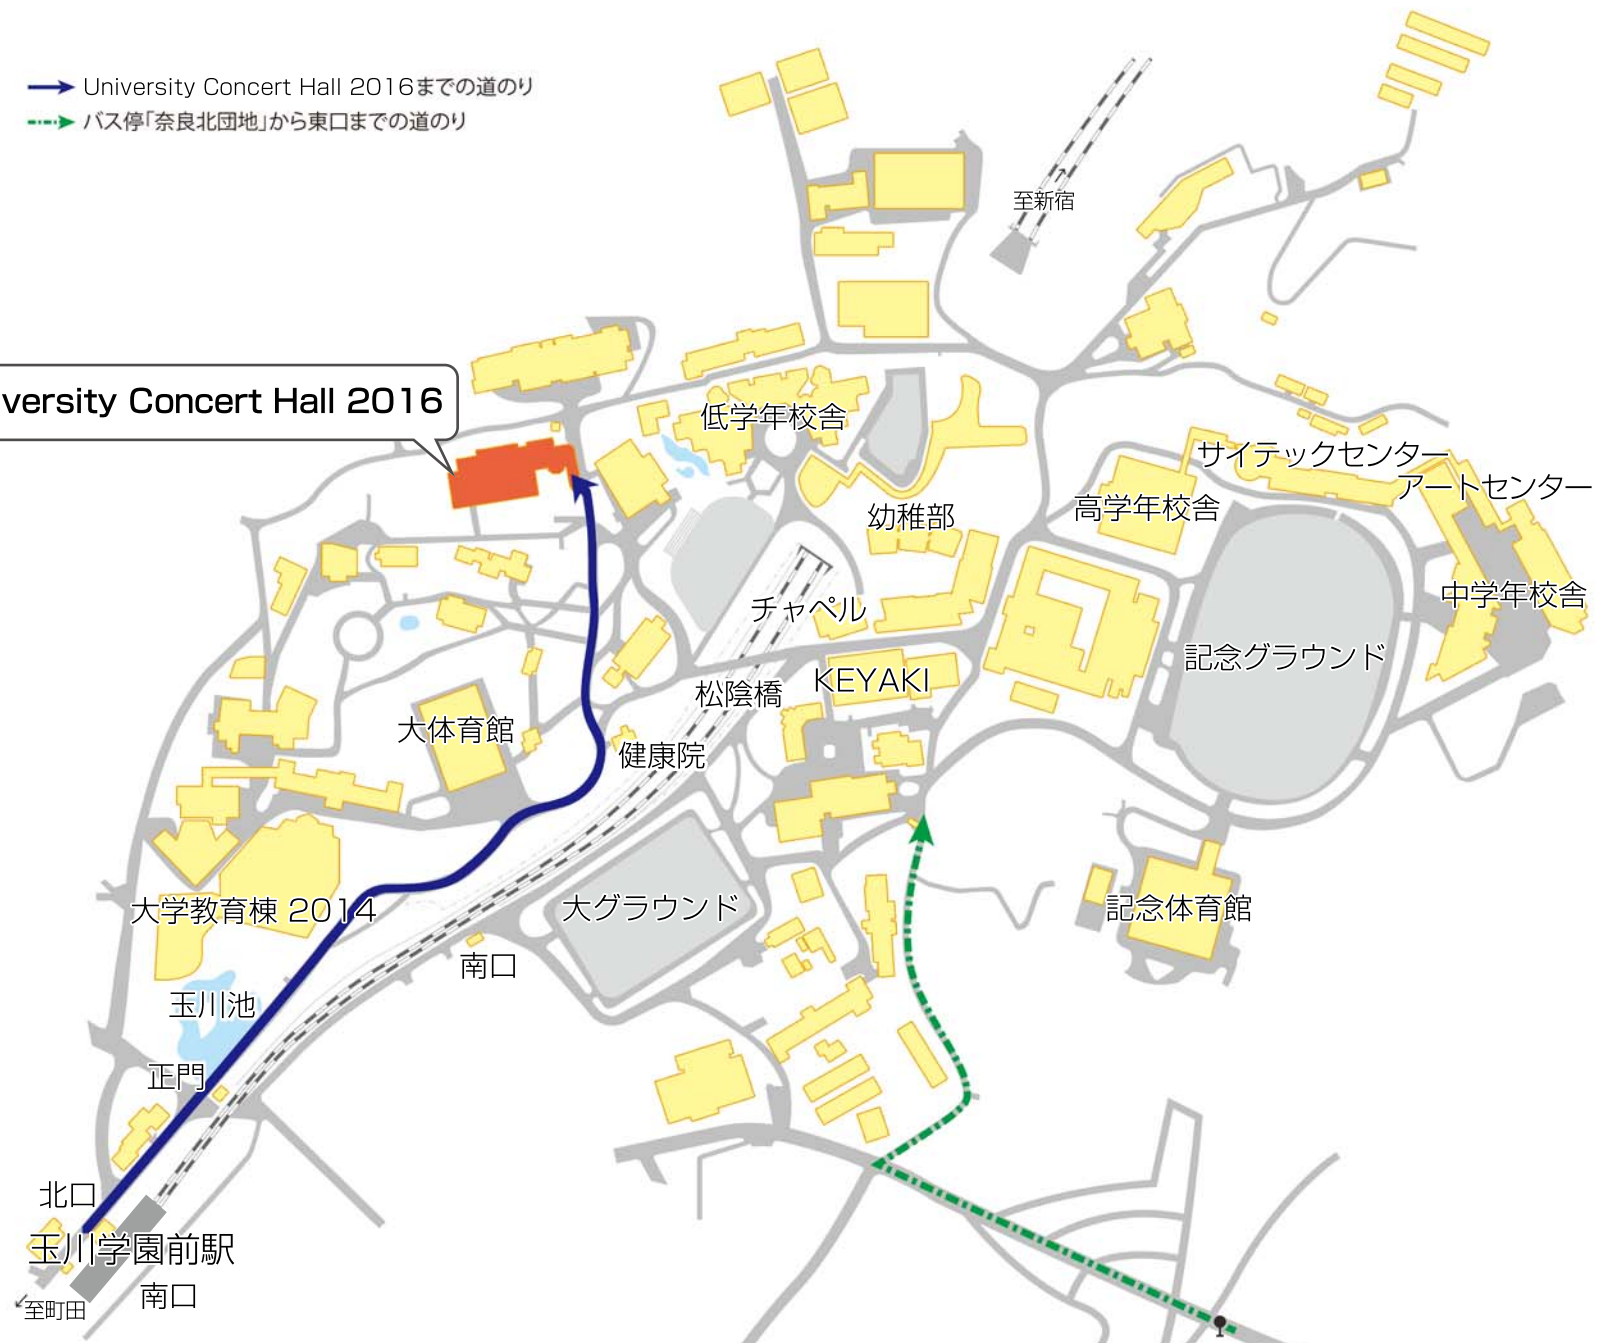 University Concert Hall 2016までの道のり
バス停「奈良北団地」から東口までの道のり
至新宿
versity Concert Hall 2016
低学年校舎
サイテックセンター
アートセンター
高学年校舎
幼稚部
中学年校舎
チャペル
記念グラウンド
KEYAKI
松陰橋
大体育館
健康院
大学教育棟 2014
大グラウンド
記念体育館
南口
玉川池
正門
北口
玉川学園前駅
南口
至町田